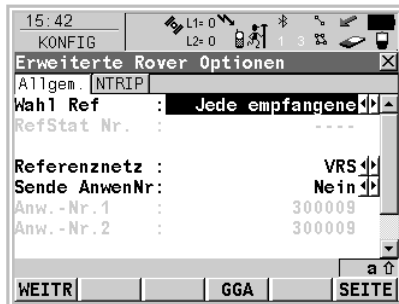 15:42
KONFIG
L1= 0
L2= 0
1 3
Erweiterte Rover Optionen
Allgem. NTRIP
Wahl Ref : Jede empfangene
RefStat Nr. : ----
Referenznetz : VRS
Sende AnwenNr: Nein
Anw.-Nr.1 : 300009
Anw.-Nr.2 : 300009
a
WEITR GGA SEITE